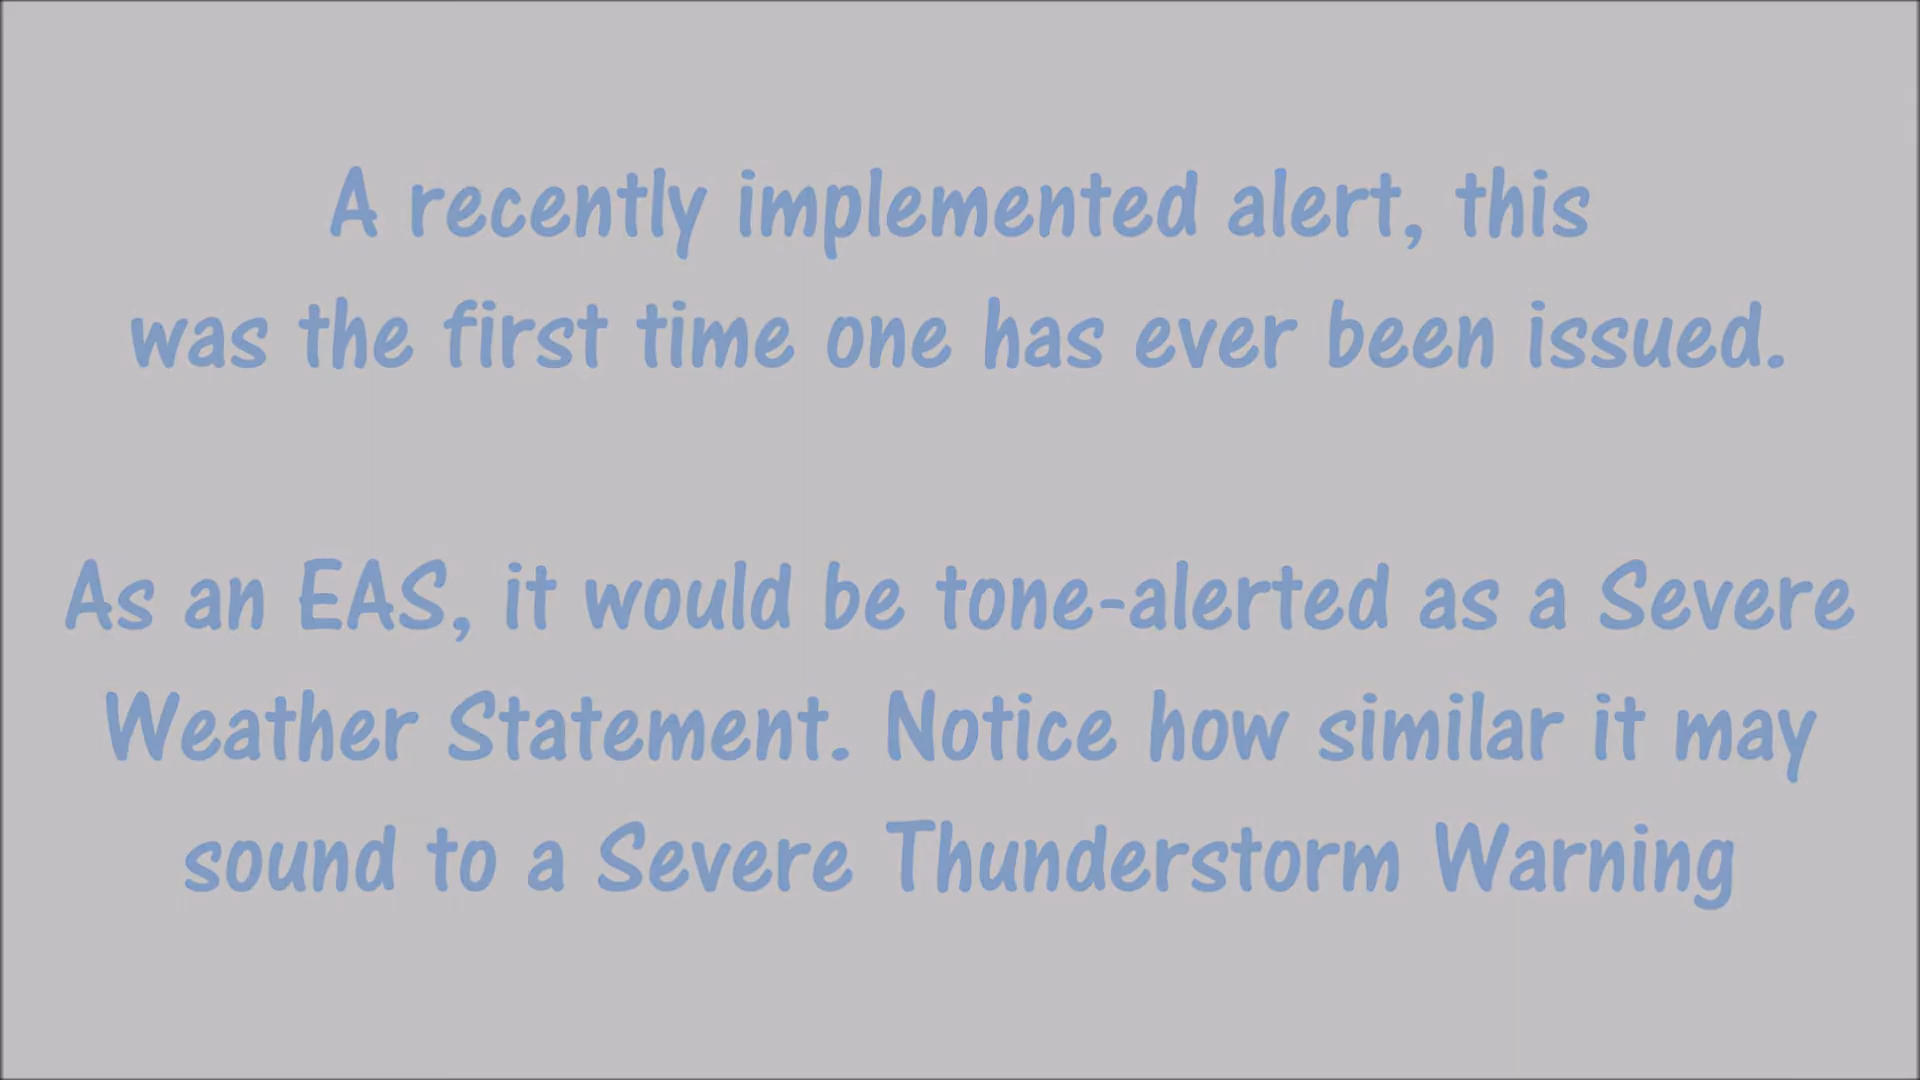 A recently implemented alert, this
was the first time one has ever been issued.
As an EAS, it would be tone-alerted as a Severe
Weather Statement. Notice how similar it may
sound to a Severe Thunderstorm Warning